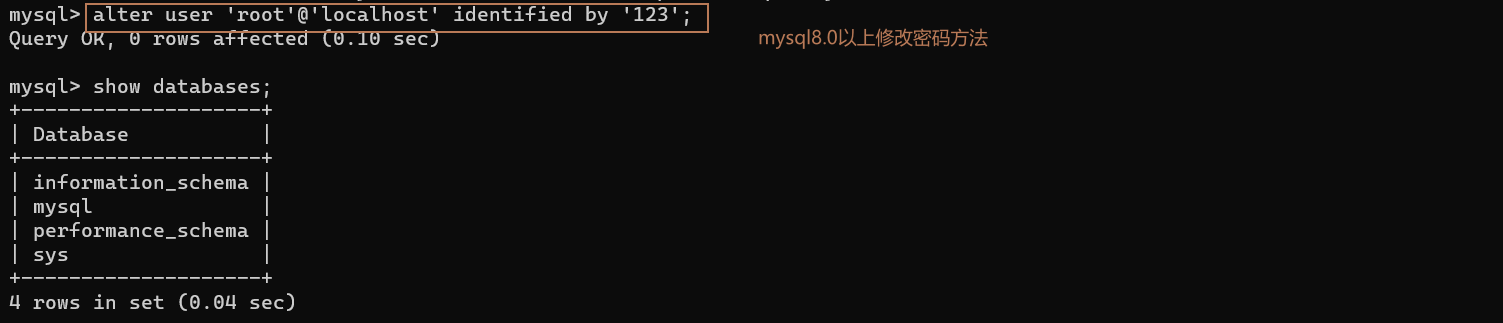 mysql> alter user 'root'@'localhost' identified by '123';
Query OK, 0 rows affected (0.10 sec)
mysql8.0以上修改密码方法
mysql> show databases;
+--------------------+
| Database           |
+--------------------+
| information_schema |
| mysql              |
| performance_schema |
| sys                |
+--------------------+
4 rows in set (0.04 sec)